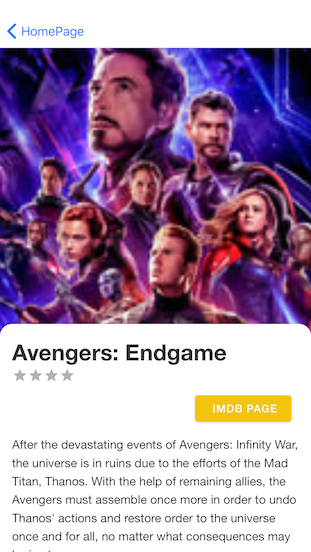 HomePage
Avengers: Endgame
IMDB PAGE
After the devastating events of Avengers: Infinity War,
the universe is in ruins due to the efforts of the Mad
Titan, Thanos. With the help of remaining allies, the
Avengers must assemble once more in order to undo
Thanos' actions and restore order to the universe
once and for all, no matter what consequences may